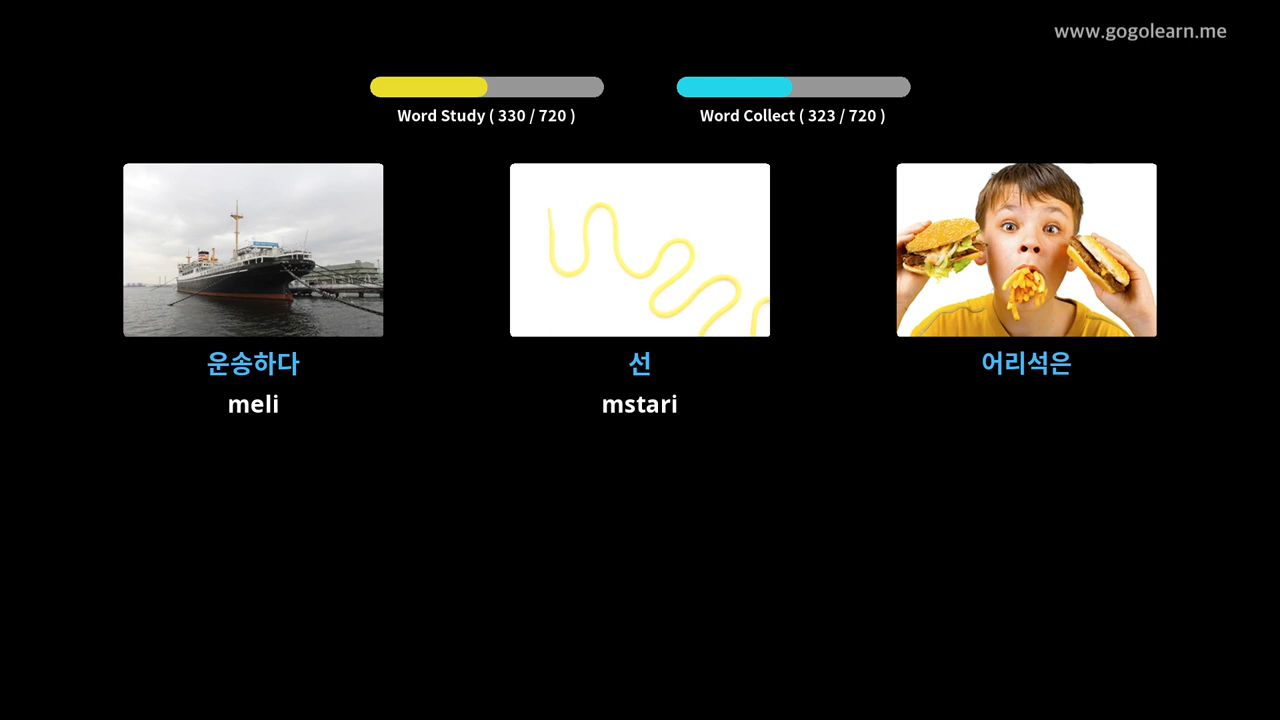 www.gogolearn.me
Word Study ( 330 / 720 )
Word Collect ( 323 / 720 )
운송하다
선
어리석은
meli
mstari